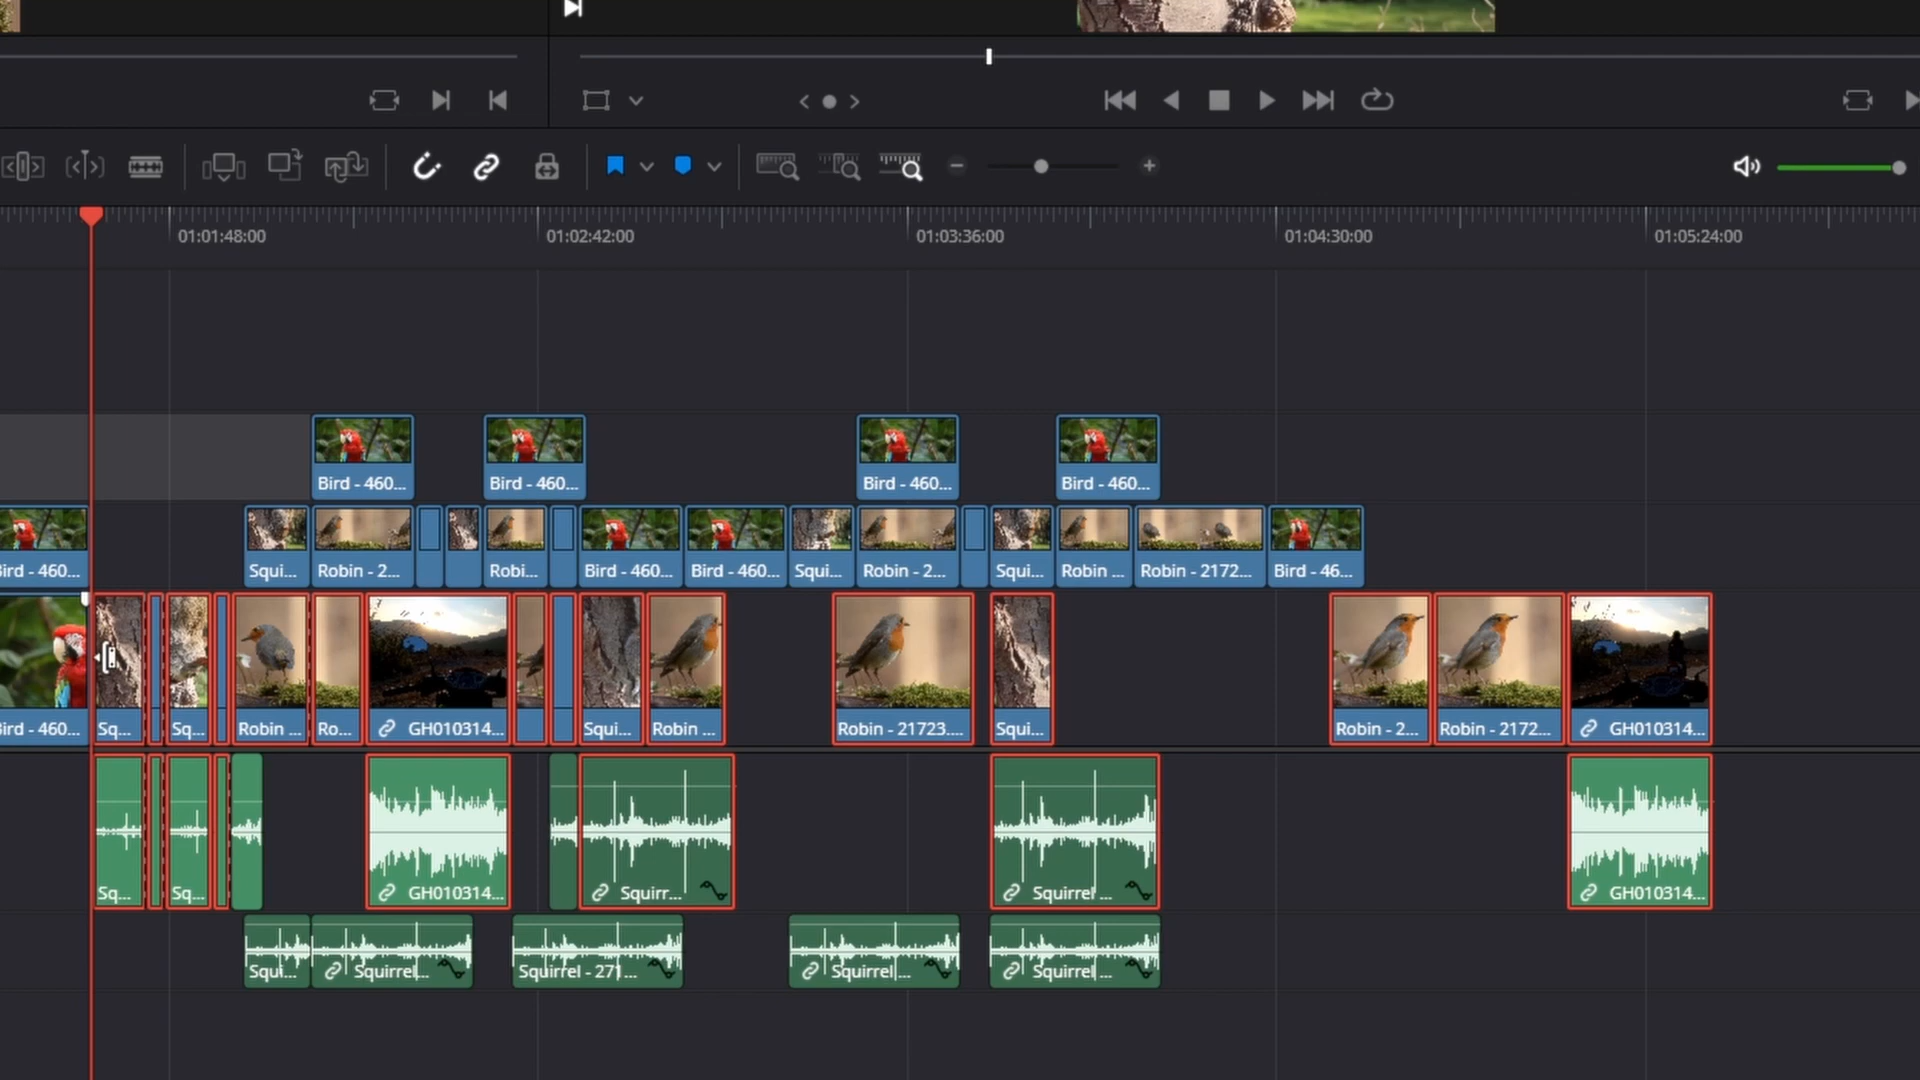 01:01:48:00 01:02:42:00 01:03:36:00 01:04:30:00 01:05:24:00
Bird - 460... Bird - 460... Bird - 460... Bird - 460...
Bird - 460... Squi... Robin - 2... Robi... Bird - 460... Bird - 460... Squi... Robin - 2... Squi... Robin ... Robin - 2172... Bird - 46...
Bird - 460... Sq... Sq... Robin ... Ro... GH010314... Squi... Robin ... Robin - 21723.... Squi... Robin - 2... Robin - 2172... GH010314...
Sq... Sq... GH010314... Squirr... Squirrel ... GH010314...
Squi... Squirrel... Squirrel - 271... Squirrel ... Squirrel ...